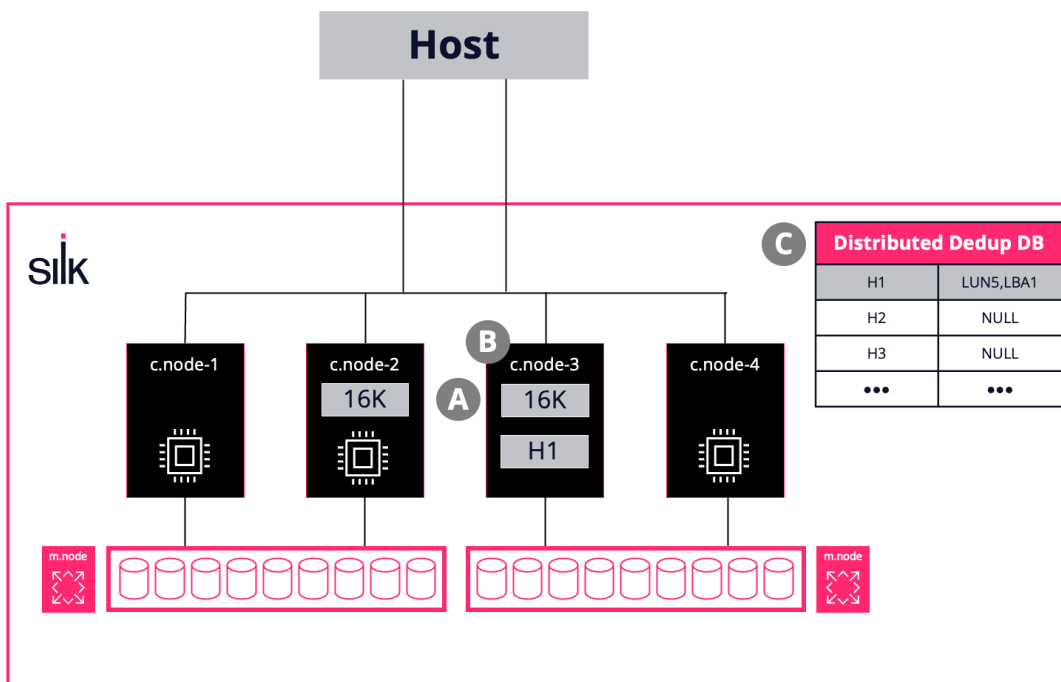 Host
silk
C
Distributed Dedup DB
H1 LUN5,LBA1
H2 NULL
H3 NULL
••• •••
c.node-1
c.node-2
16K
A
B
c.node-3
16K
H1
c.node-4
m.node
m.node